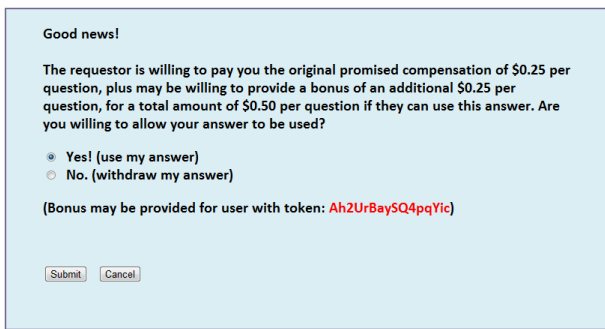 Good news!
The requestor is willing to pay you the original promised compensation of $0.25 per
question, plus may be willing to provide a bonus of an additional $0.25 per
question, for a total amount of $0.50 per question if they can use this answer. Are
you willing to allow your answer to be used?
Yes! (use my answer)
No. (withdraw my answer)
(Bonus may be provided for user with token: Ah2UrBaySQ4pqYic)
Submit Cancel